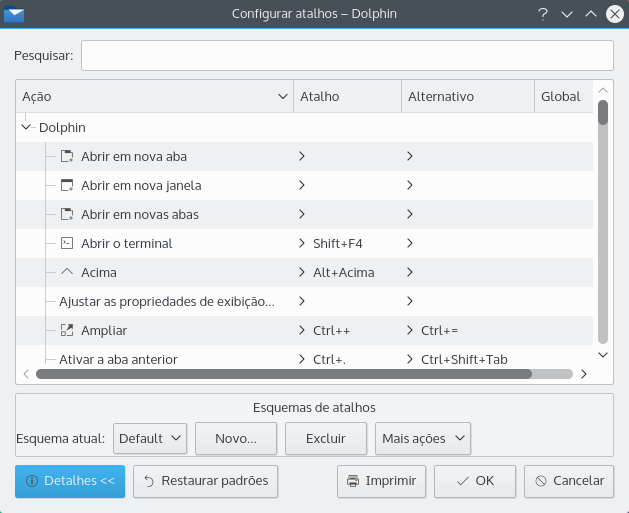 Configurar atalhos – Dolphin
Pesquisar:
Ação Atalho Alternativo Global
Dolphin
Abrir em nova aba
Abrir em nova janela
Abrir em novas abas
Abrir o terminal Shift+F4
Acima Alt+Acima
Ajustar as propriedades de exibição...
Ampliar Ctrl++ Ctrl+=
Ativar a aba anterior Ctrl+. Ctrl+Shift+Tab
Esquemas de atalhos
Esquema atual: Default Novo... Excluir Mais ações
Detalhes << Restaurar padrões Imprimir OK Cancelar